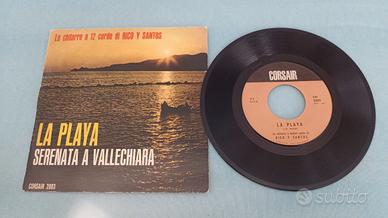 Le chitarre a 12 corde di RICO Y SANTOS
LA PLAYA
SERENATA A VALLECHIARA
CORSAIR 2003
CORSAIR
LA PLAYA
RICO Y SANTOS
subito